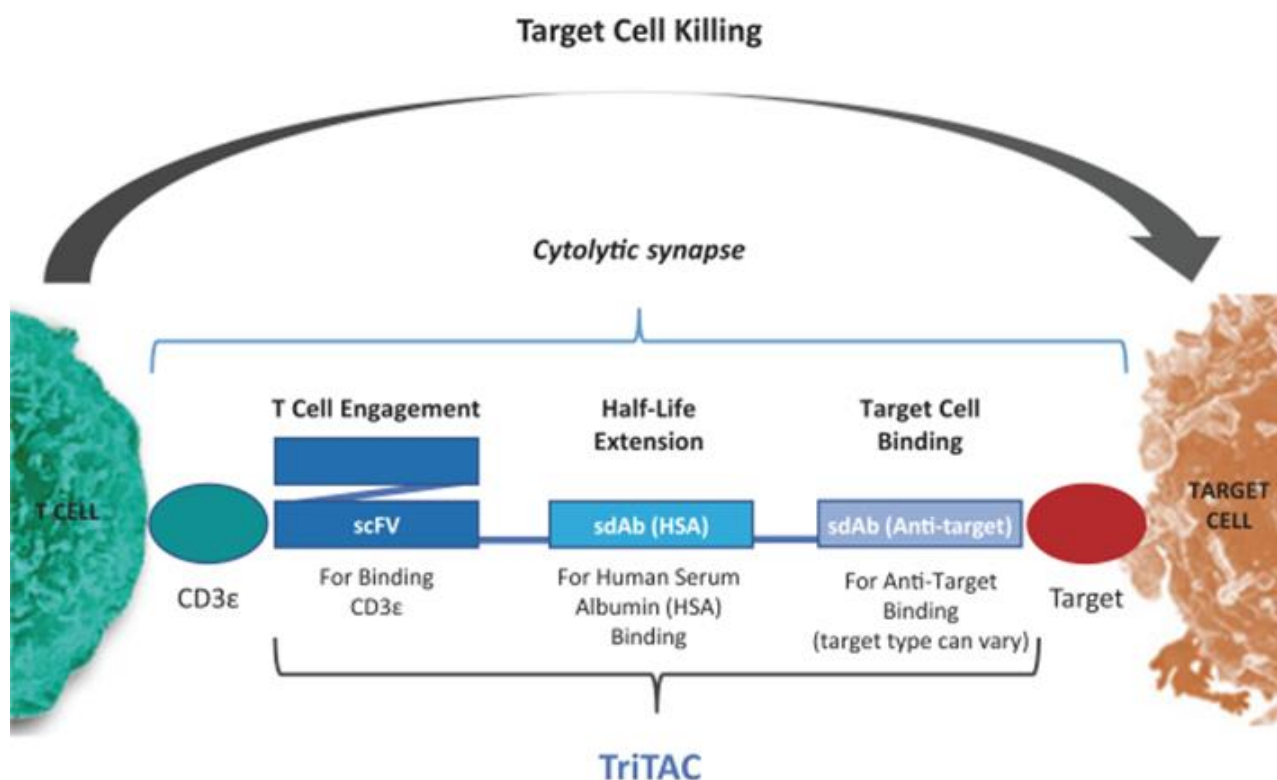 Target Cell Killing
Cytolytic synapse
T Cell Engagement
Half-Life
Extension
Target Cell
Binding
T CELL
scFV
sdAb (HSA)
sdAb (Anti-target)
TARGET
CELL
CD3ε
For Binding
CD3ε
For Human Serum
Albumin (HSA)
Binding
For Anti-Target
Binding
(target type can vary)
Target
TriTAC